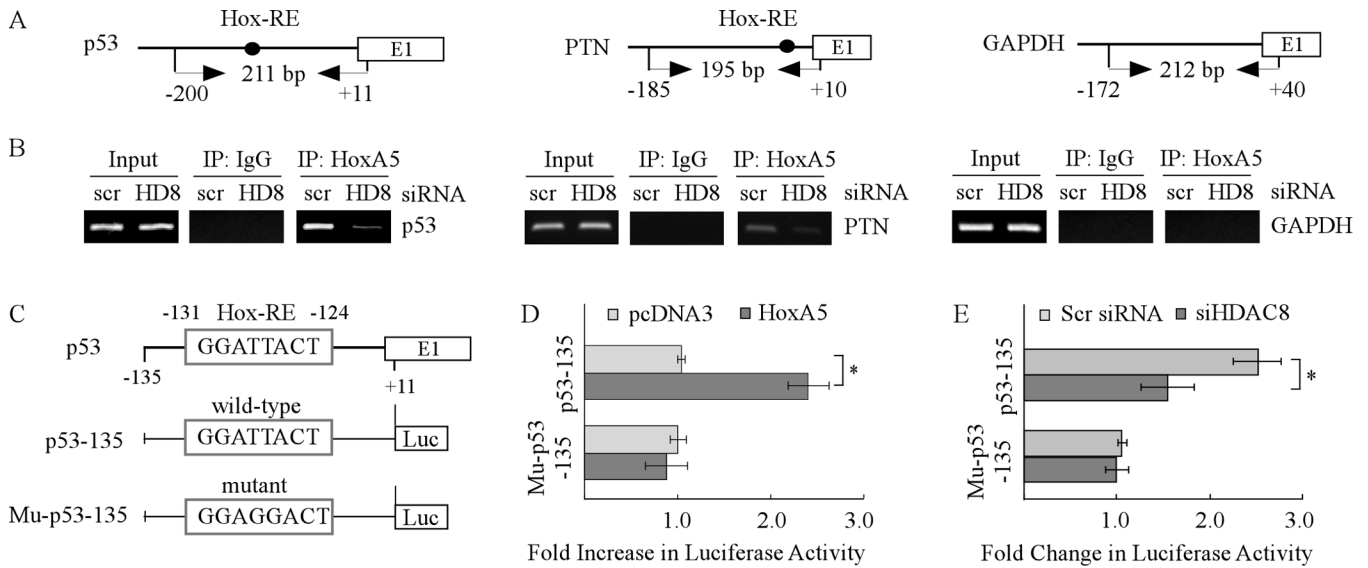 A
p53
Hox-RE
E1
211 bp
-200
+11
PTN
Hox-RE
E1
195 bp
-185
+10
GAPDH
E1
212 bp
-172
+40
B
Input IP: IgG IP: HoxA5
scr HD8 scr HD8 scr HD8 siRNA
p53
Input IP: IgG IP: HoxA5
scr HD8 scr HD8 scr HD8 siRNA
PTN
Input IP: IgG IP: HoxA5
scr HD8 scr HD8 scr HD8 siRNA
GAPDH
C
-131 Hox-RE -124
p53
GGATTACT
E1
-135
+11
wild-type
p53-135
GGATTACT
Luc
mutant
Mu-p53-135
GGAGGACT
Luc
D
pcDNA3 HoxA5
p53-135
*
Mu-p53
-135
1.0 2.0 3.0
Fold Increase in Luciferase Activity
E
Scr siRNA siHDAC8
p53-135
*
Mu-p53
-135
1.0 2.0 3.0
Fold Change in Luciferase Activity